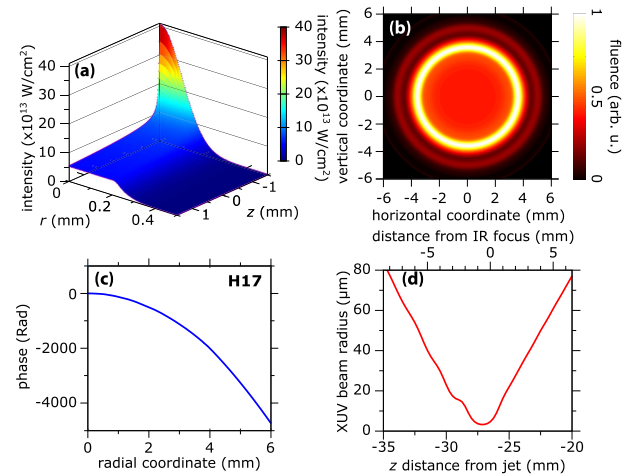 (a)
intensity (x10¹³ W/cm²)
40
30
20
10
0
0
0.2
0.4
r (mm)
-1
0
1
z (mm)
40
30
20
10
0
intensity (x10¹³ W/cm²)
(b)
vertical coordinate (mm)
6
4
2
0
-2
-4
-6
-6 -4 -2 0 2 4 6
horizontal coordinate (mm)
1
0.5
0
fluence (arb. u.)
(c)
H17
phase (Rad)
0
-2000
-4000
0 2 4 6
radial coordinate (mm)
distance from IR focus (mm)
-5 0 5
(d)
XUV beam radius (µm)
80
60
40
20
0
-35 -30 -25 -20
z distance from jet (mm)